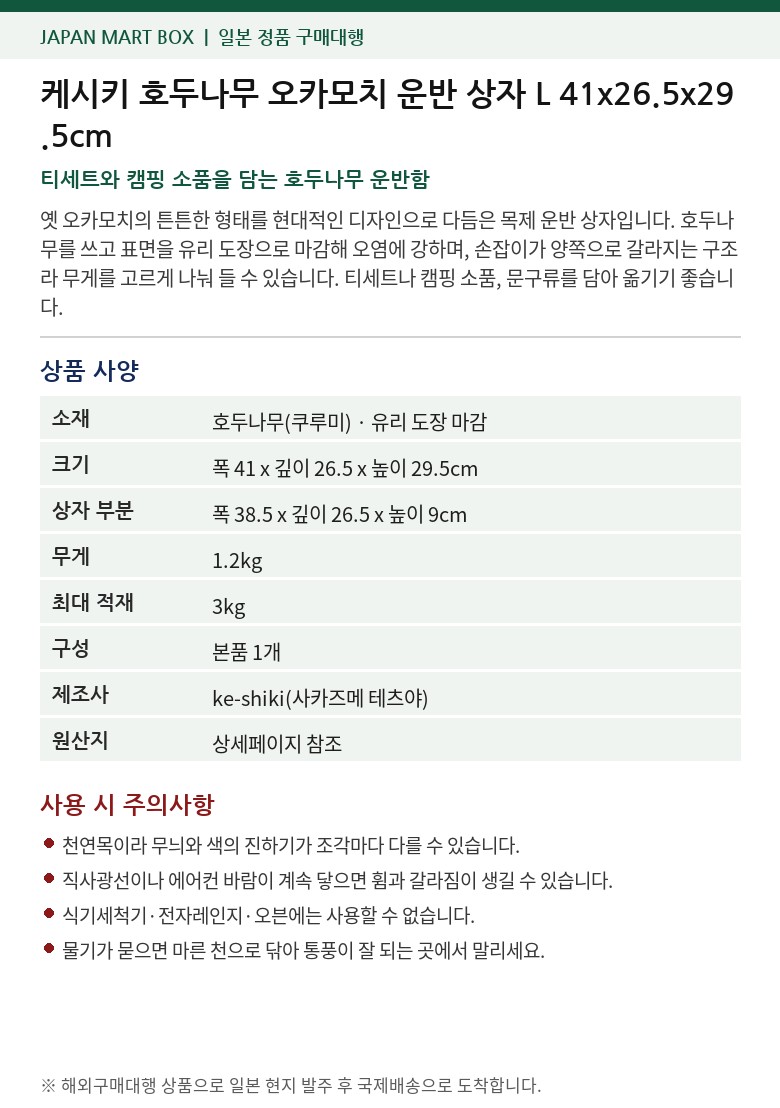 JAPAN MART BOX | 일본 정품 구매대행
케시키 호두나무 오카모치 운반 상자 L 41x26.5x29
.5cm
티세트와 캠핑 소품을 담는 호두나무 운반함
옛 오카모치의 튼튼한 형태를 현대적인 디자인으로 다듬은 목제 운반 상자입니다. 호두나
무를 쓰고 표면을 유리 도장으로 마감해 오염에 강하며, 손잡이가 양쪽으로 갈라지는 구조
라 무게를 고르게 나눠 들 수 있습니다. 티세트나 캠핑 소품, 문구류를 담아 옮기기 좋습니
다.
상품 사양
소재 호두나무(쿠루미) · 유리 도장 마감
크기 폭 41 x 깊이 26.5 x 높이 29.5cm
상자 부분 폭 38.5 x 깊이 26.5 x 높이 9cm
무게 1.2kg
최대 적재 3kg
구성 본품 1개
제조사 ke-shiki(사카즈메 테츠야)
원산지 상세페이지 참조
사용 시 주의사항
● 천연목이라 무늬와 색의 진하기가 조각마다 다를 수 있습니다.
● 직사광선이나 에어컨 바람이 계속 닿으면 휨과 갈라짐이 생길 수 있습니다.
● 식기세척기·전자레인지·오븐에는 사용할 수 없습니다.
● 물기가 묻으면 마른 천으로 닦아 통풍이 잘 되는 곳에서 말리세요.
※ 해외구매대행 상품으로 일본 현지 발주 후 국제배송으로 도착합니다.